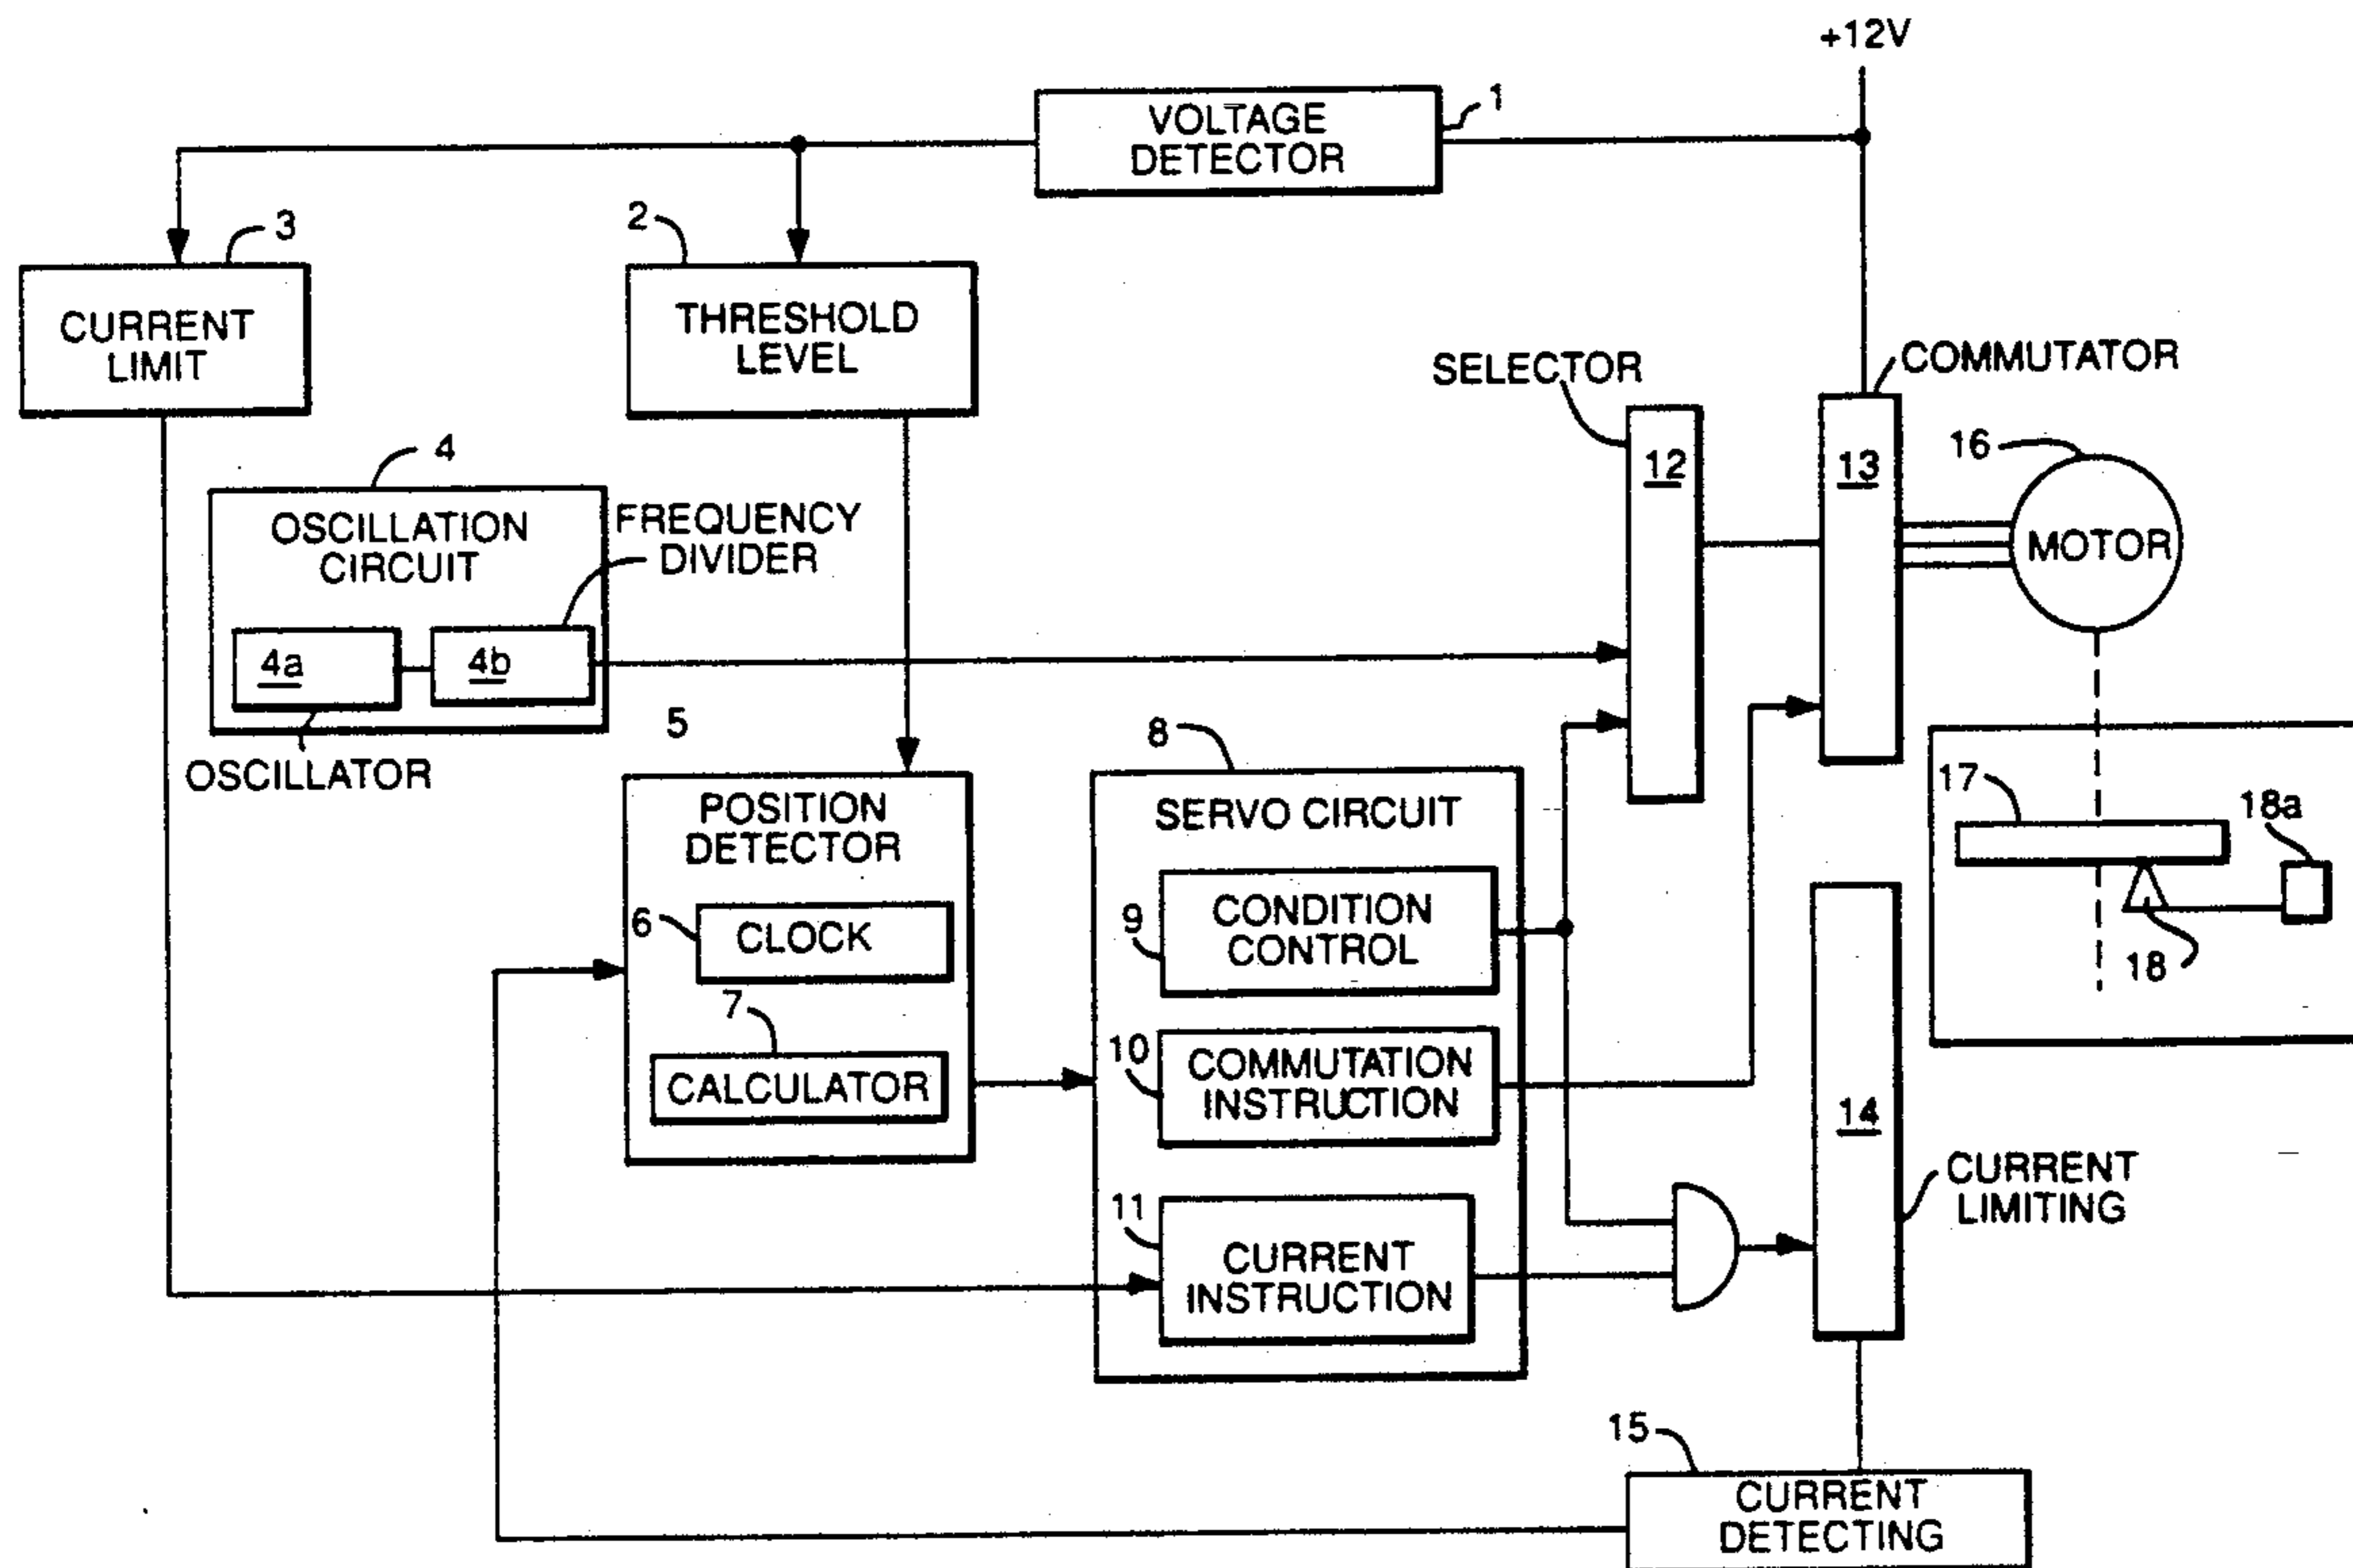 +12V
VOLTAGE
DETECTOR
1
3
2
CURRENT
LIMIT
THRESHOLD
LEVEL
SELECTOR
COMMUTATOR
4
12
13
16
OSCILLATION
CIRCUIT
FREQUENCY
DIVIDER
MOTOR
4a
4b
OSCILLATOR
5
8
17
18a
POSITION
DETECTOR
SERVO CIRCUIT
6
CLOCK
9
CONDITION
CONTROL
18
7
CALCULATOR
10
COMMUTATION
INSTRUCTION
14
CURRENT
LIMITING
11
CURRENT
INSTRUCTION
15
CURRENT
DETECTING